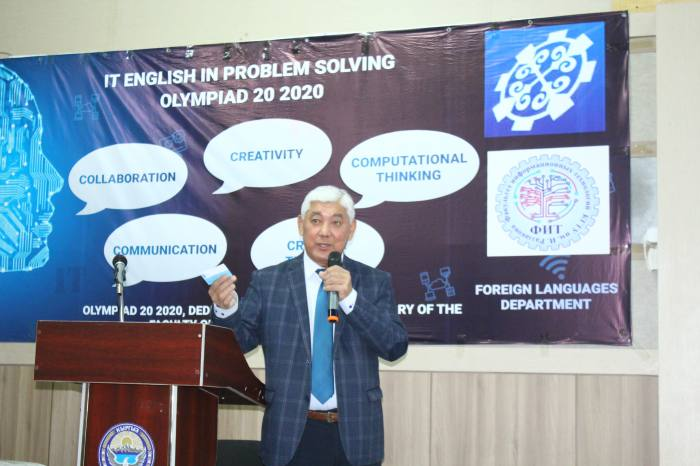 IT ENGLISH IN PROBLEM SOLVING
OLYMPIAD 20 2020
COLLABORATION
CREATIVITY
COMPUTATIONAL
THINKING
COMMUNICATION
ФИТ
FOREIGN LANGUAGES
DEPARTMENT
OLYMPIAD 20 2020, DED
RY OF THE
КЫРГЫЗ